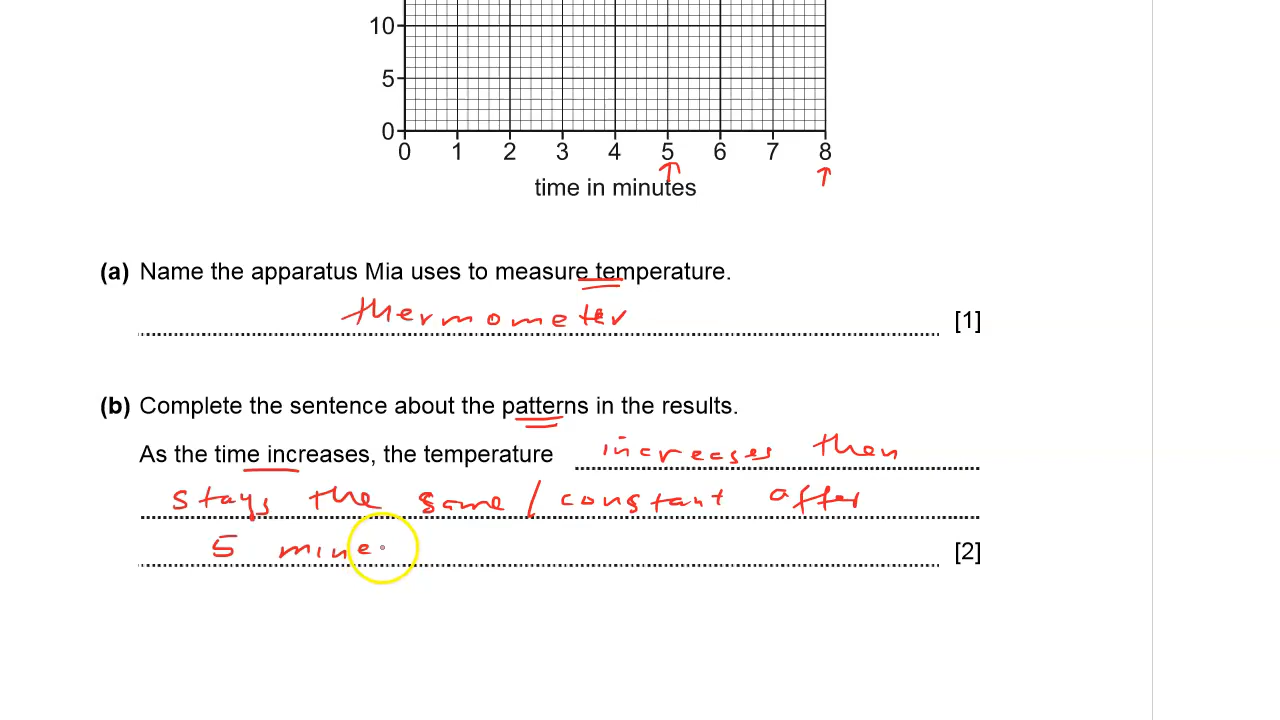 10
5
0
0 1 2 3 4 5 6 7 8
time in minutes
(a) Name the apparatus Mia uses to measure temperature.
thermometer [1]
(b) Complete the sentence about the patterns in the results.
As the time increases, the temperature increases then
stays the same / constant after
5 mine [2]